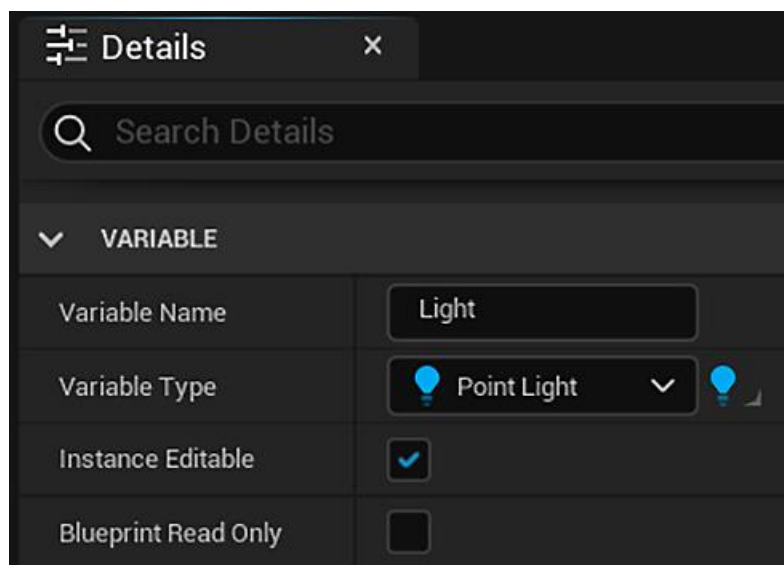 Details
Search Details
VARIABLE
Variable Name Light
Variable Type Point Light
Instance Editable
Blueprint Read Only